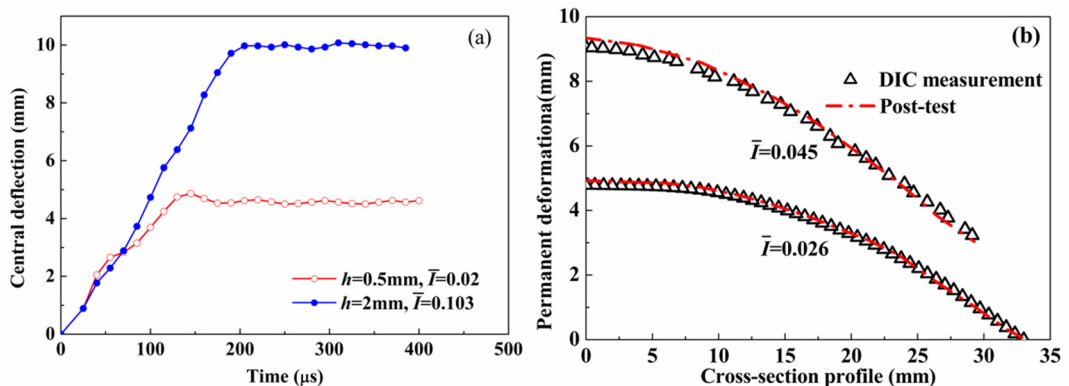 (a)
Central deflection (mm)
10
8
6
4
2
0
h=0.5mm, Ī=0.02
h=2mm, Ī=0.103
0 100 200 300 400 500
Time (μs)
(b)
Permanent deformationa(mm)
10
8
6
4
2
0
DIC measurement
Post-test
Ī=0.045
Ī=0.026
0 5 10 15 20 25 30 35
Cross-section profile (mm)